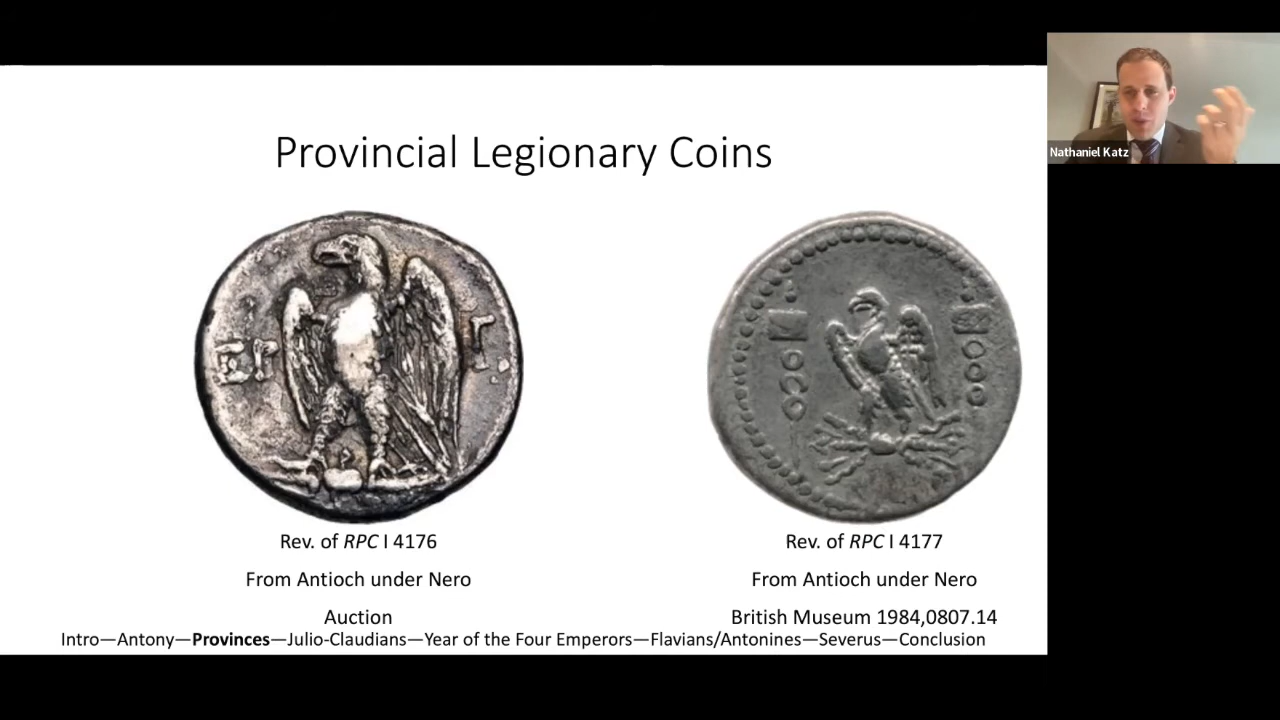 Provincial Legionary Coins
Nathaniel Katz
Rev. of RPC I 4176
From Antioch under Nero
Auction
Rev. of RPC I 4177
From Antioch under Nero
British Museum 1984,0807.14
Intro—Antony—Provinces—Julio-Claudians—Year of the Four Emperors—Flavians/Antonines—Severus—Conclusion